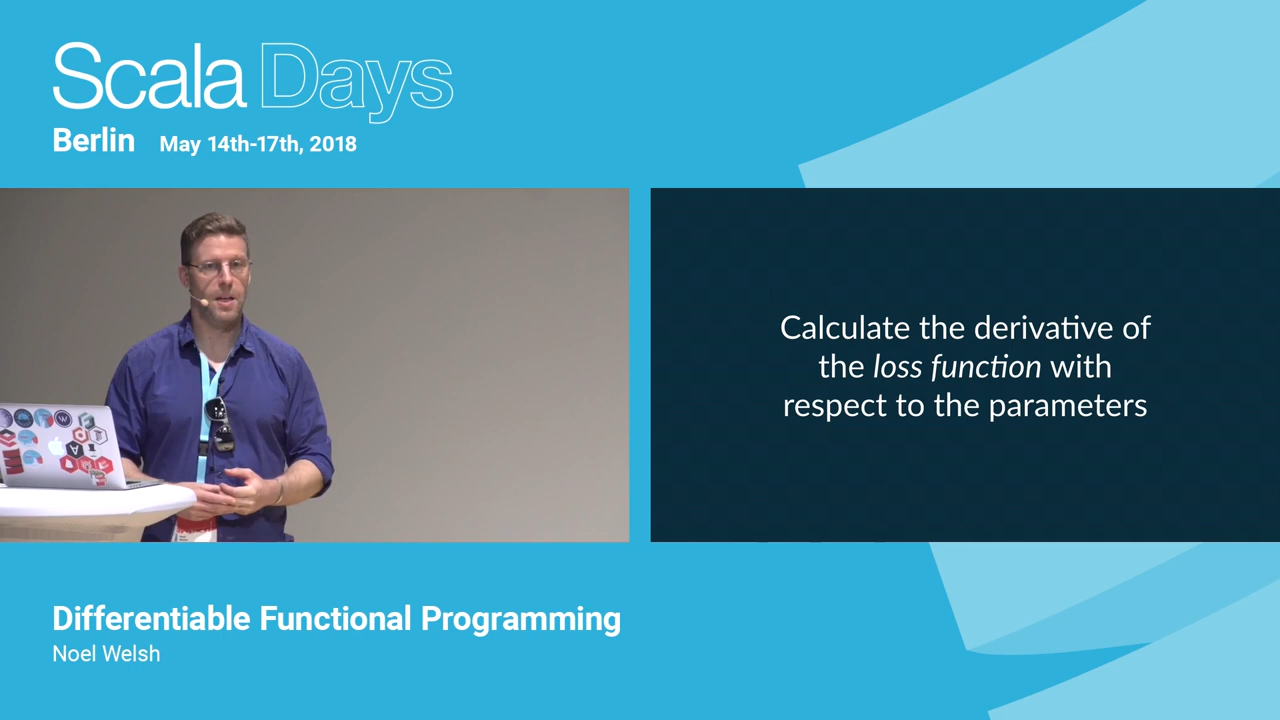 Scala Days
Berlin May 14th-17th, 2018
Calculate the derivative of
the loss function with
respect to the parameters
Differentiable Functional Programming
Noel Welsh